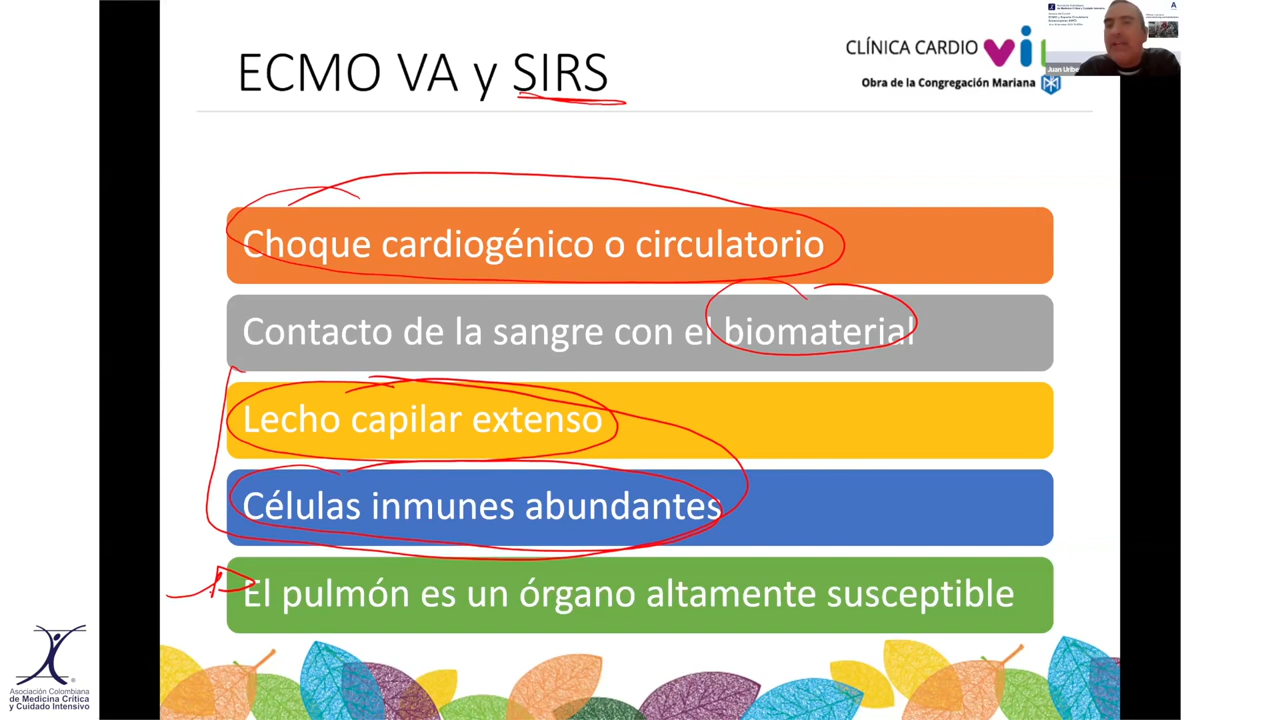 ECMO VA y SIRS
CLÍNICA CARDIO
Obra de la Congregación Mariana
Juan Uribe
Choque cardiogénico o circulatorio
Contacto de la sangre con el biomaterial
Lecho capilar extenso
Células inmunes abundantes
El pulmón es un órgano altamente susceptible
Asociación Colombiana
de Medicina Crítica
y Cuidado Intensivo